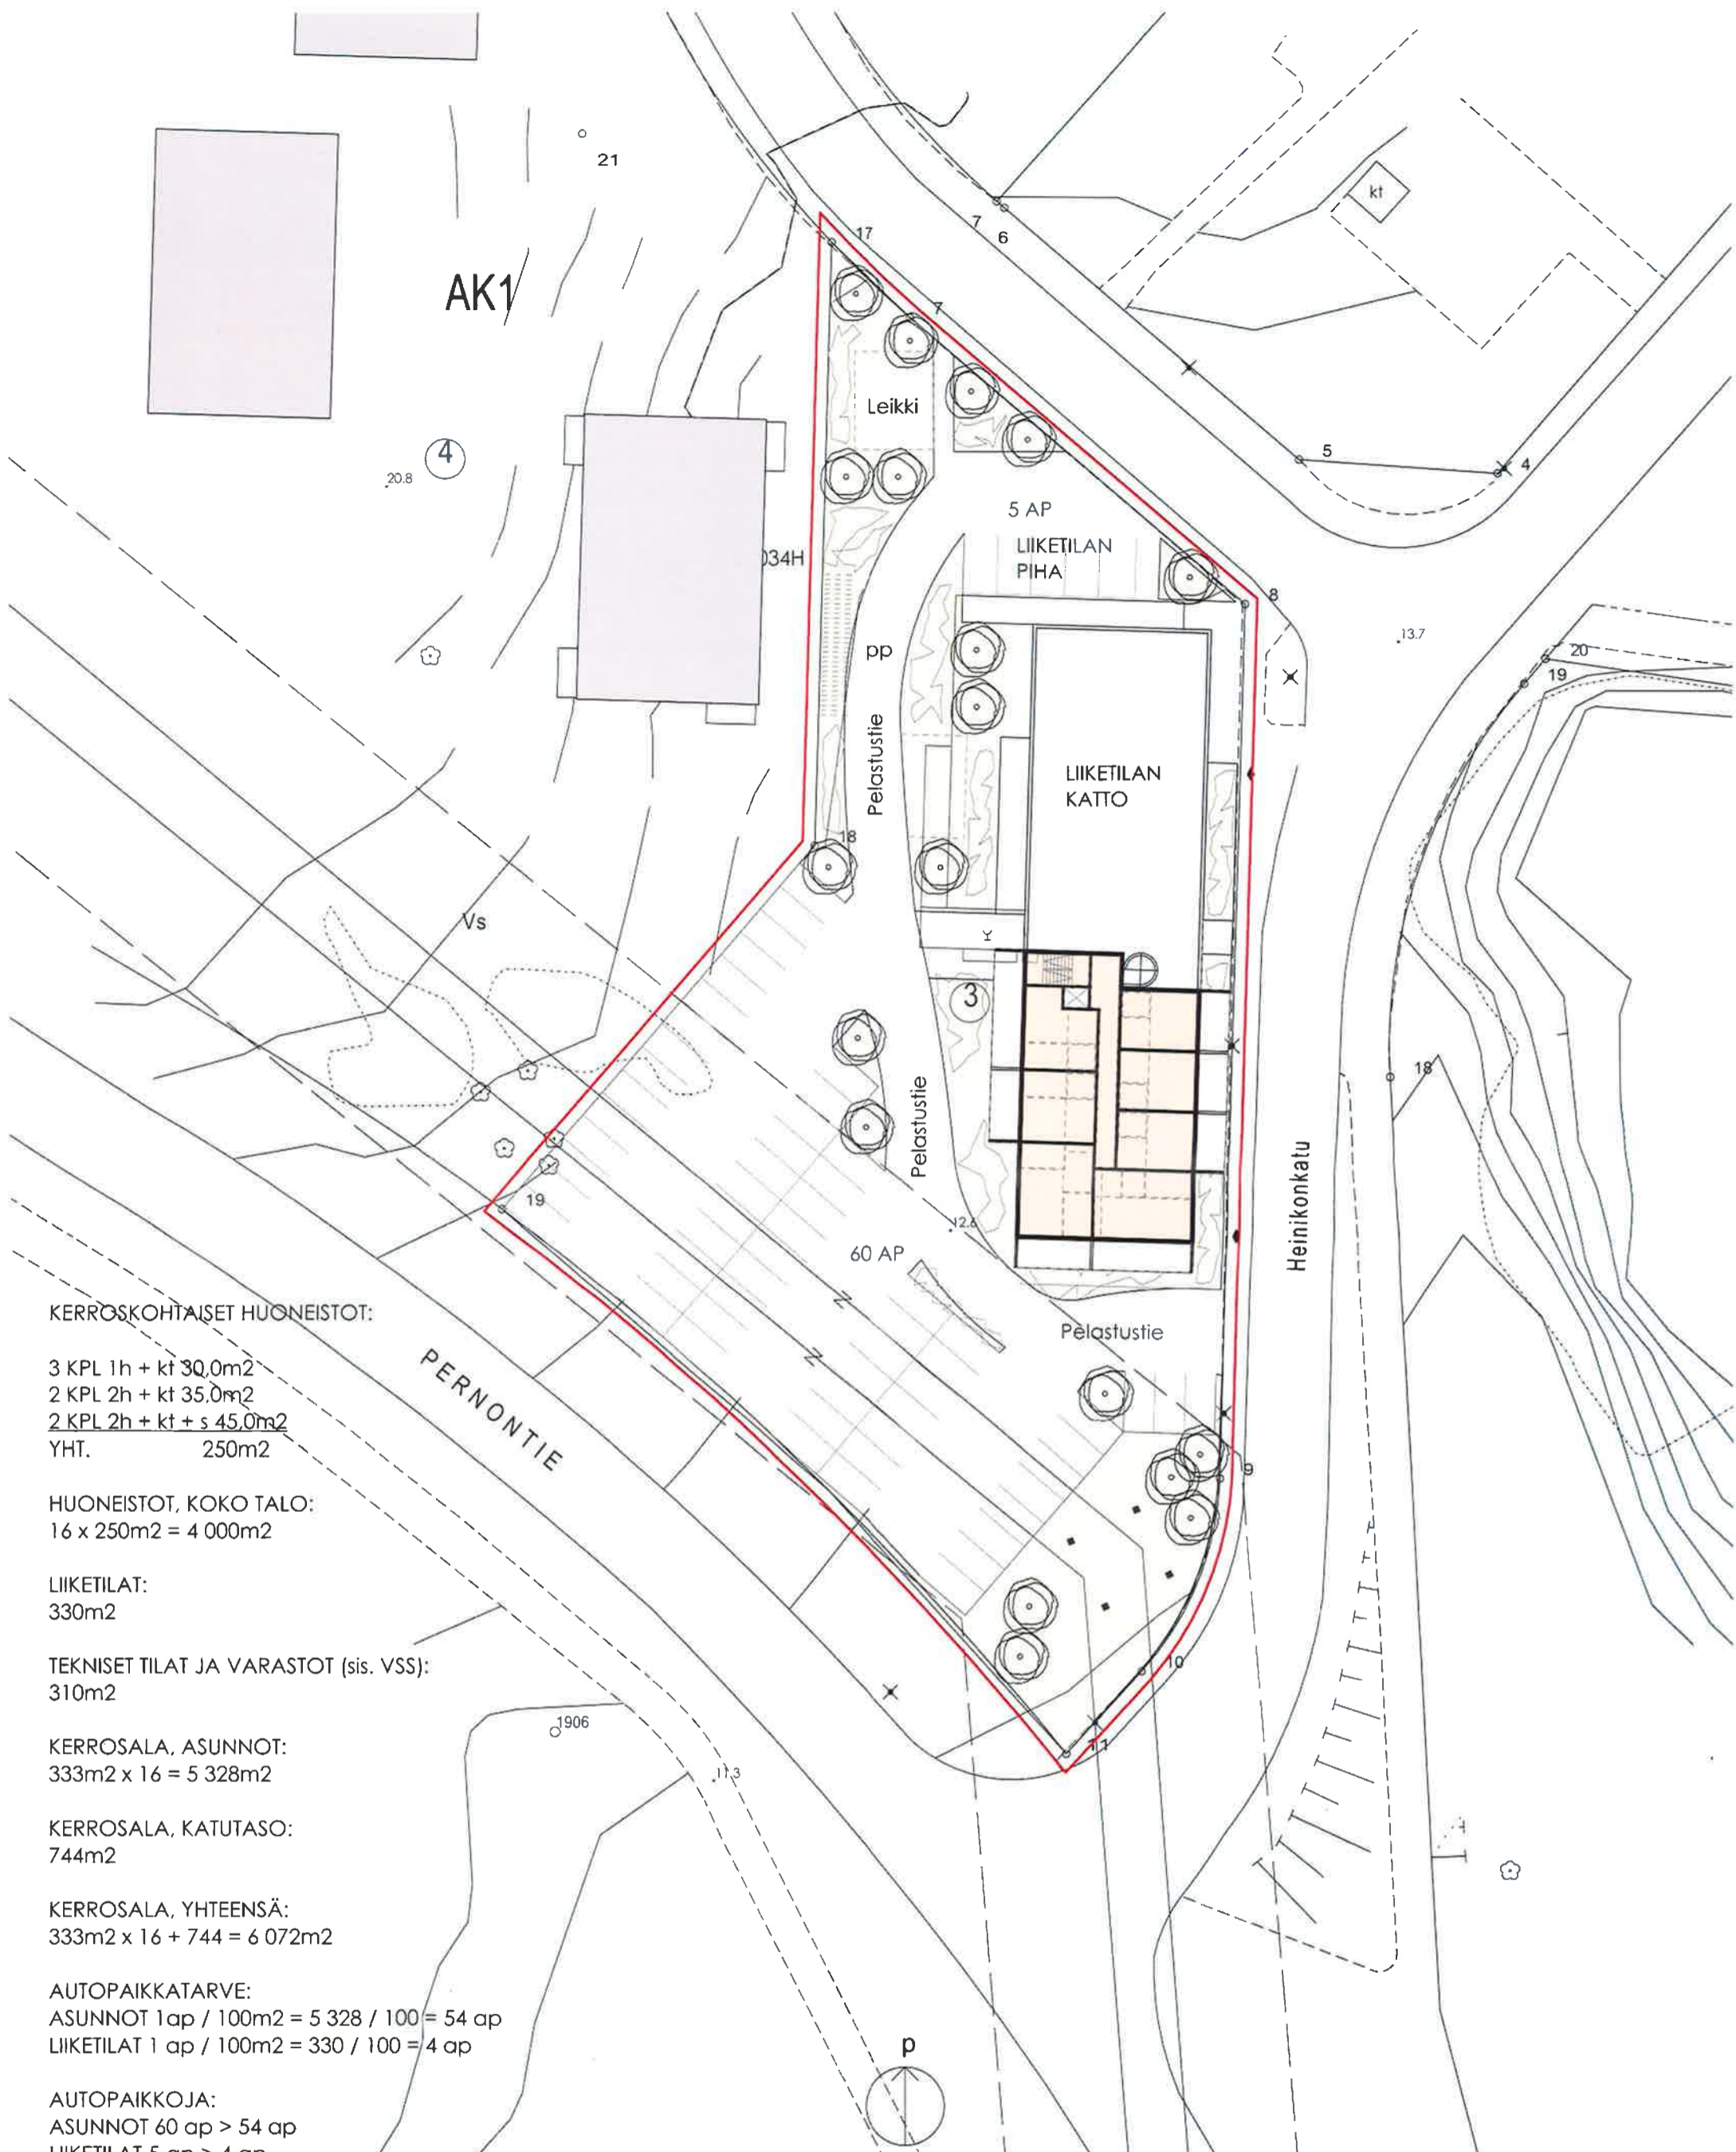 21
17
7
6
kt
AK1
7
5
4
Leikki
4
20.8
5 AP
LIIKETILAN
PIHA
034H
8
13.7
20
19
pp
Pelastustie
LIIKETILAN
KATTO
18
Vs
3
18
Pelastustie
Heinikonkatu
19
12.6
60 AP
Pelastustie
PERNONTIE
9
10
11
1906
11.3
p
KERROSKOHTAISET HUONEISTOT:
3 KPL 1h + kt 30,0m2
2 KPL 2h + kt 35,0m2
2 KPL 2h + kt + s 45,0m2
YHT. 250m2
HUONEISTOT, KOKO TALO:
16 x 250m2 = 4 000m2
LIIKETILAT:
330m2
TEKNISET TILAT JA VARASTOT (sis. VSS):
310m2
KERROSALA, ASUNNOT:
333m2 x 16 = 5 328m2
KERROSALA, KATUTASO:
744m2
KERROSALA, YHTEENSÄ:
333m2 x 16 + 744 = 6 072m2
AUTOPAIKKATARVE:
ASUNNOT 1ap / 100m2 = 5 328 / 100 = 54 ap
LIIKETILAT 1 ap / 100m2 = 330 / 100 = 4 ap
AUTOPAIKKOJA:
ASUNNOT 60 ap > 54 ap
LIIKETILAT 5 ap > 4 ap